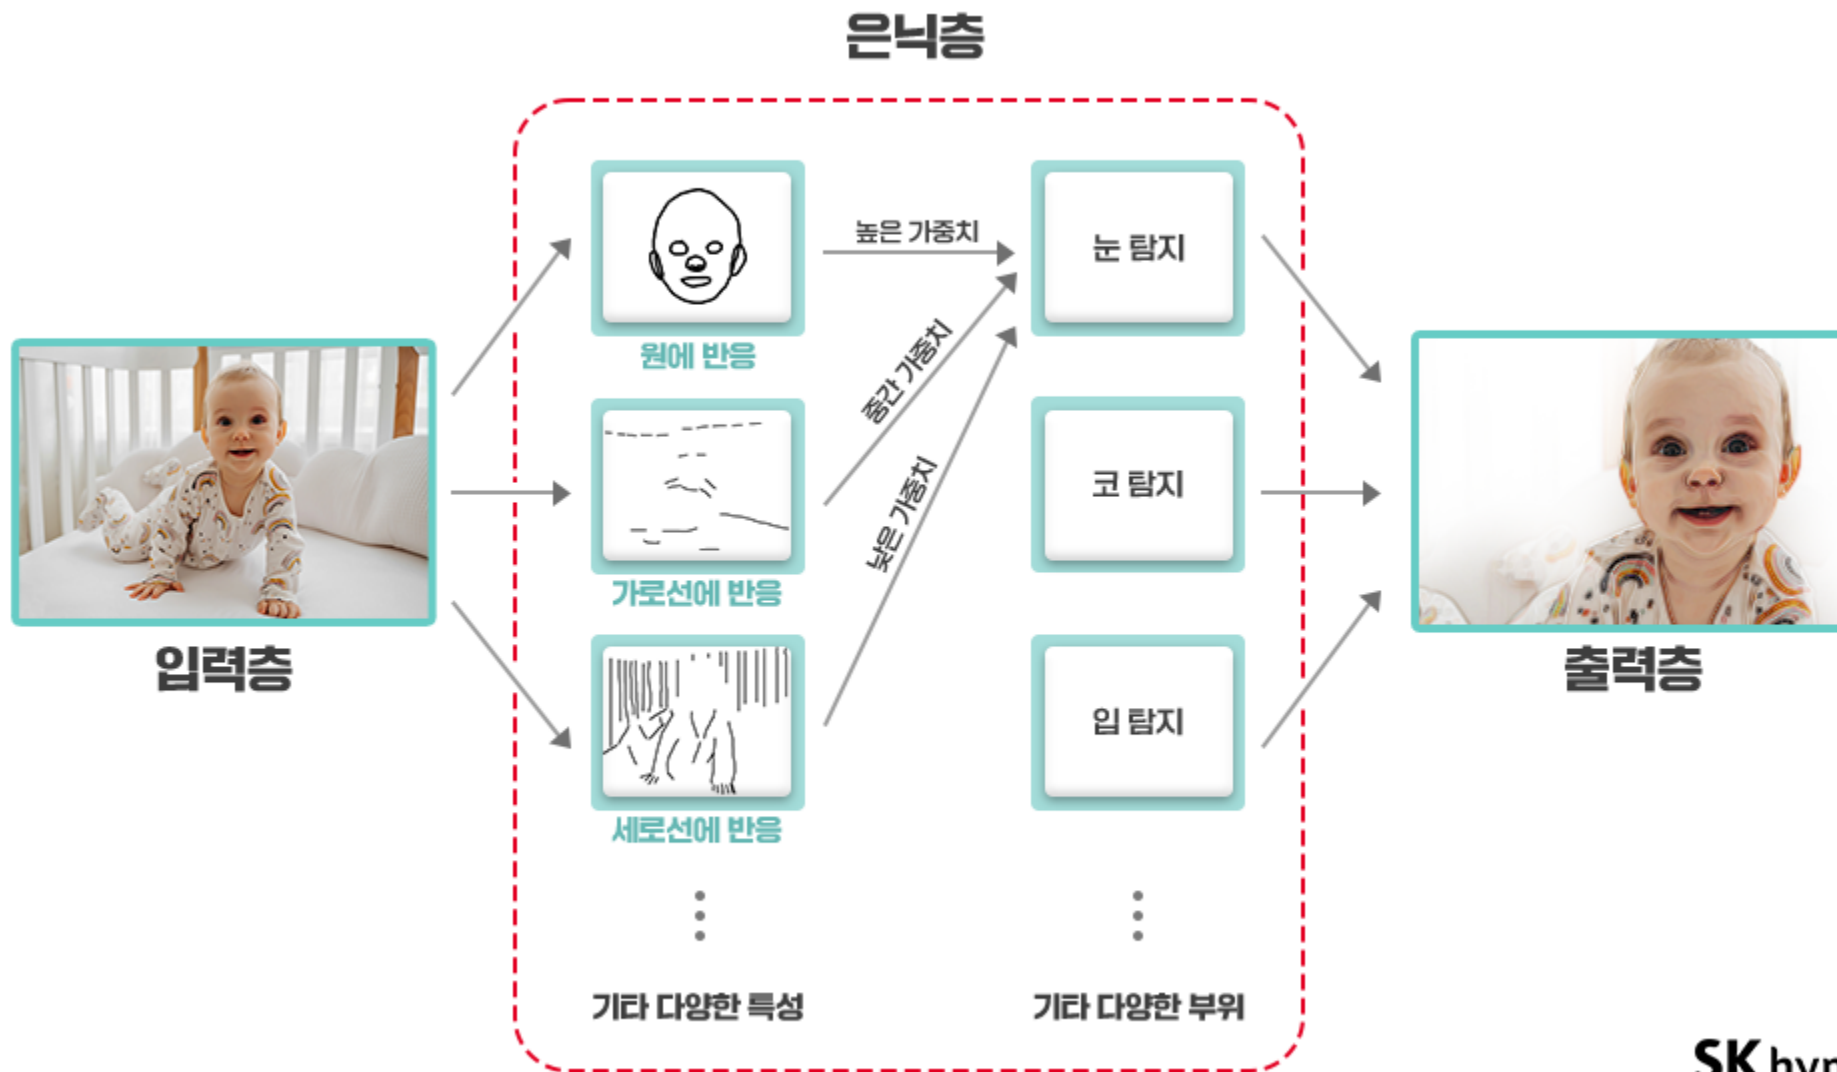 은닉층
높은 가중치
눈 탐지
원에 반응
중간 가중치
코 탐지
가로선에 반응
낮은 가중치
입력층
출력층
입 탐지
세로선에 반응
기타 다양한 특성
기타 다양한 부위
SK